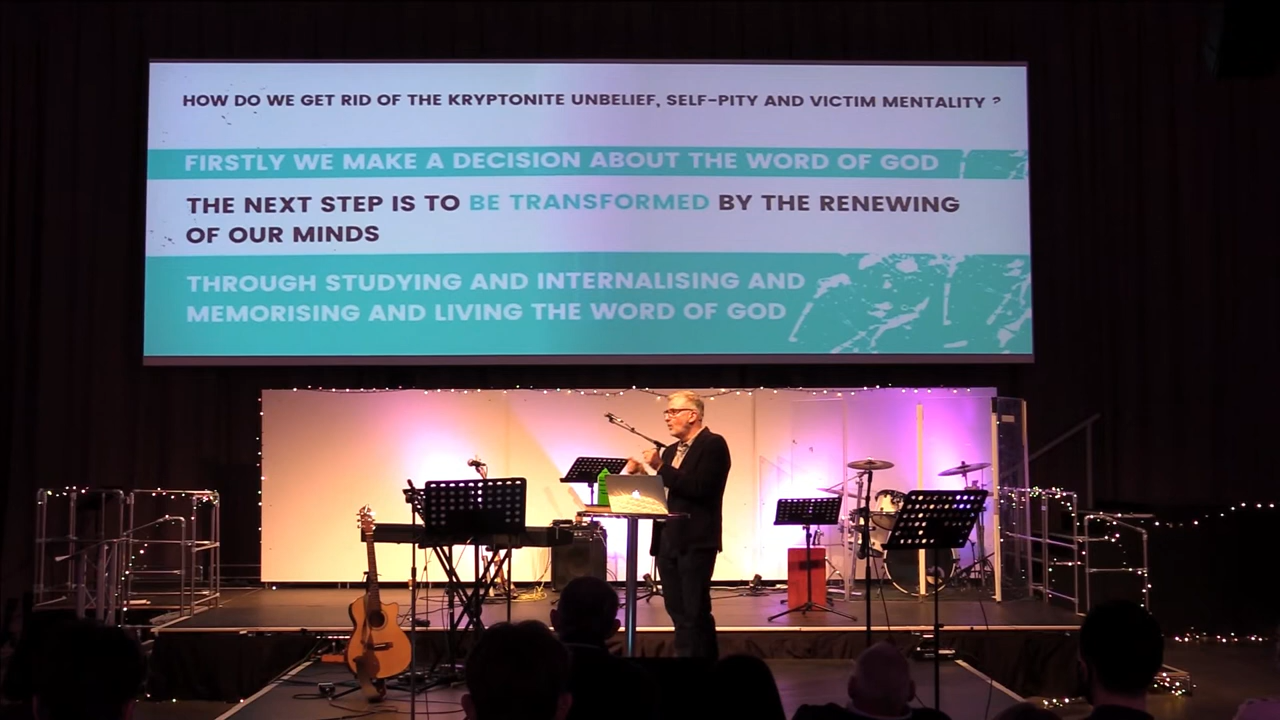 HOW DO WE GET RID OF THE KRYPTONITE UNBELIEF, SELF-PITY AND VICTIM MENTALITY ?
FIRSTLY WE MAKE A DECISION ABOUT THE WORD OF GOD
THE NEXT STEP IS TO BE TRANSFORMED BY THE RENEWING
OF OUR MINDS
THROUGH STUDYING AND INTERNALISING AND
MEMORISING AND LIVING THE WORD OF GOD